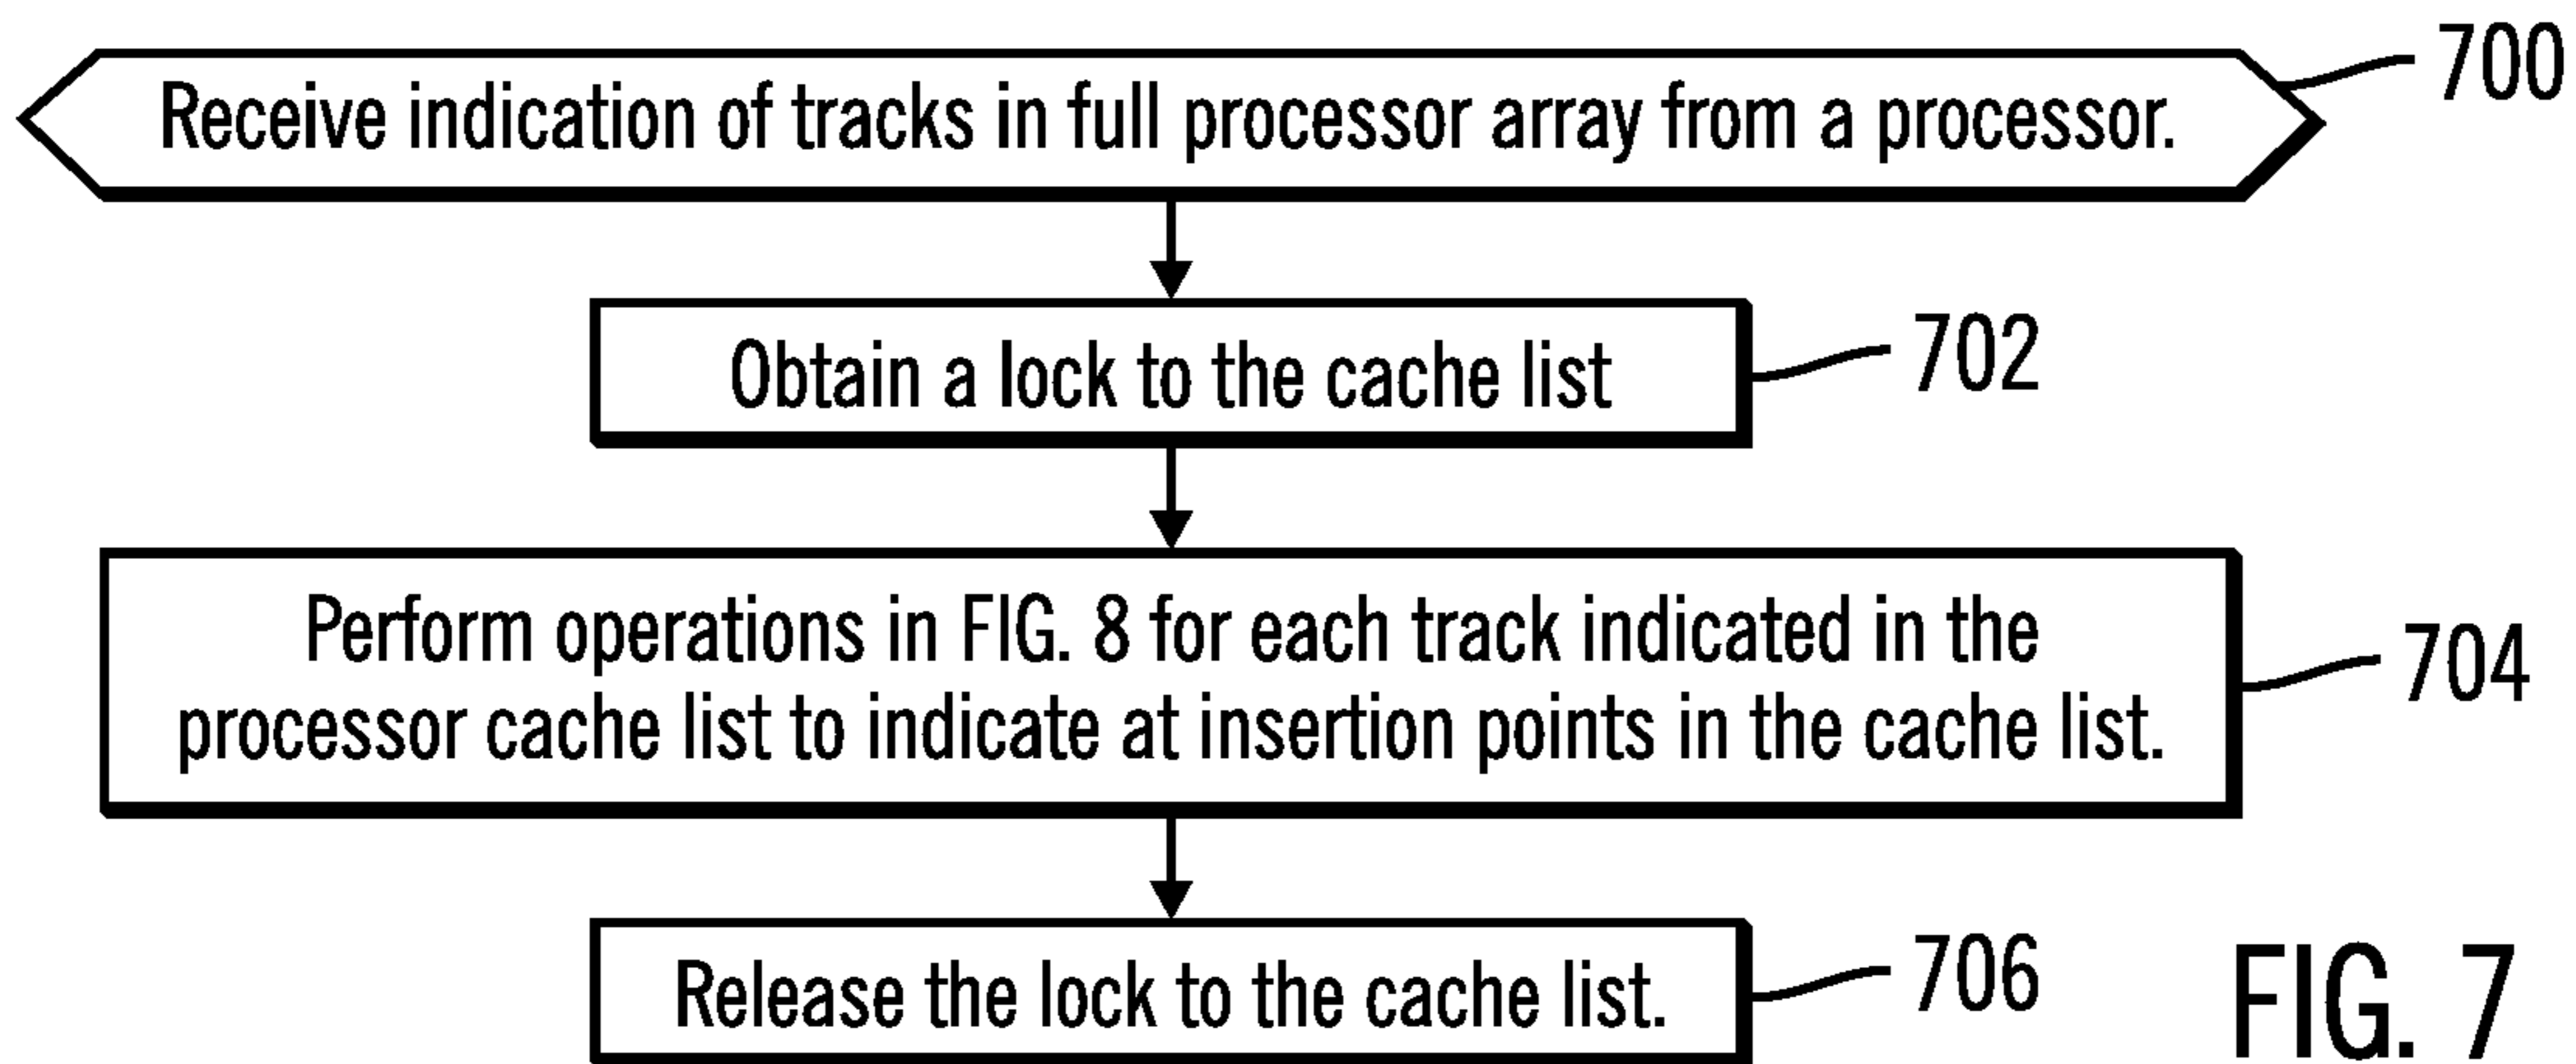 Receive indication of tracks in full processor array from a processor.
700
Obtain a lock to the cache list
702
Perform operations in FIG. 8 for each track indicated in the
processor cache list to indicate at insertion points in the cache list.
704
Release the lock to the cache list.
706
FIG. 7